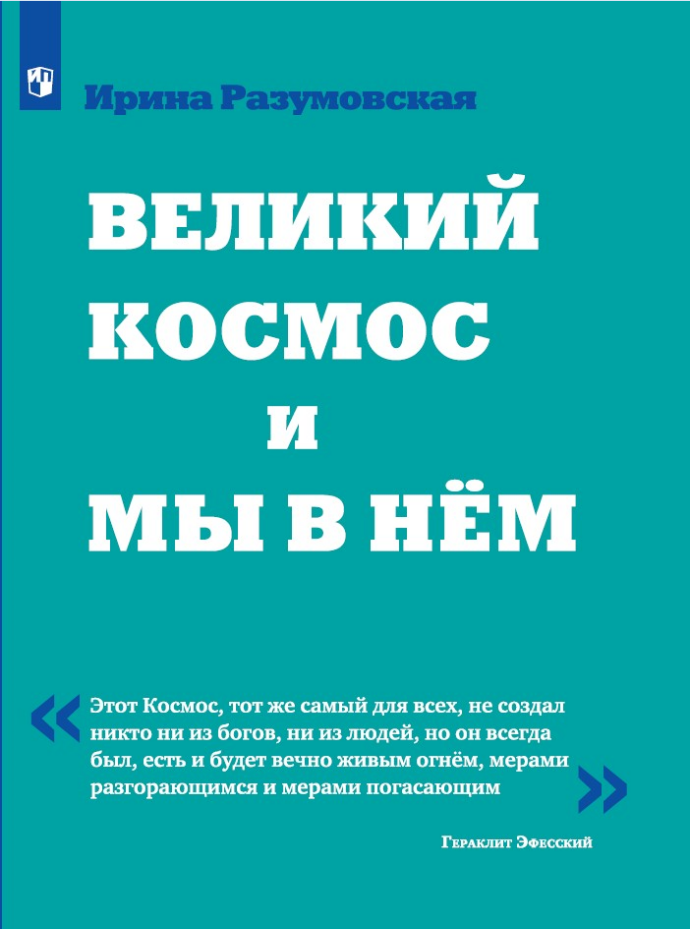 Ирина Разумовская
ВЕЛИКИЙ
КОСМОС
И
МЫ В НЁМ
«Этот Космос, тот же самый для всех, не создал
никто ни из богов, ни из людей, но он всегда
был, есть и будет вечно живым огнём, мерами
разгорающимся и мерами погасающим»
Гераклит Эфесский